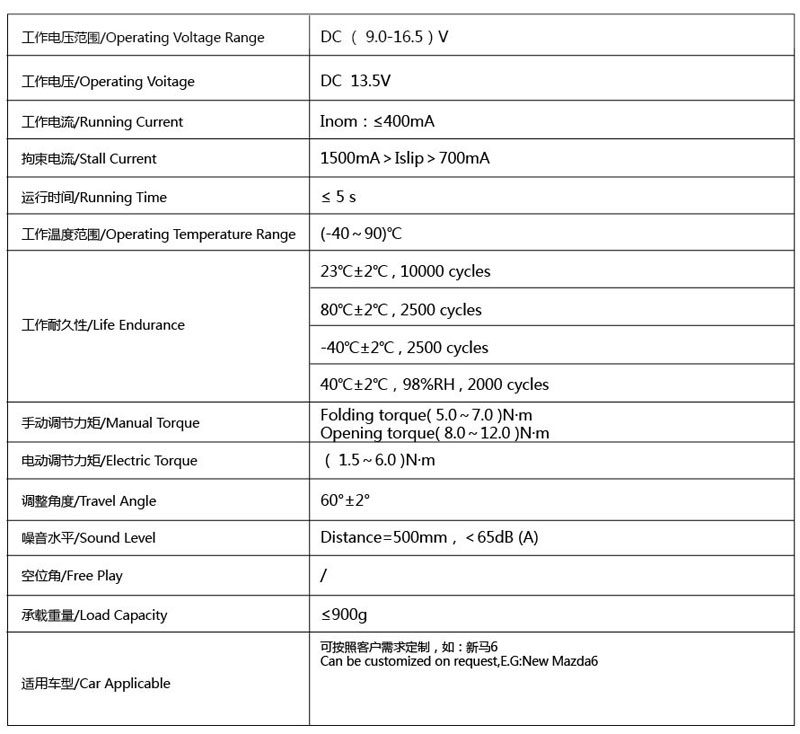 工作电压范围/Operating Voltage Range
DC （ 9.0-16.5 ) V
工作电压/Operating Voitage
DC 13.5V
工作电流/Running Current
Inom：≤400mA
拘束电流/Stall Current
1500mA＞Islip＞700mA
运行时间/Running Time
≤ 5 s
工作温度范围/Operating Temperature Range
(-40～90)℃
工作耐久性/Life Endurance
23℃±2℃ , 10000 cycles
80℃±2℃ , 2500 cycles
-40℃±2℃ , 2500 cycles
40℃±2℃，98%RH , 2000 cycles
手动调节力矩/Manual Torque
Folding torque( 5.0～7.0 )N·m
Opening torque( 8.0～12.0 )N·m
电动调节力矩/Electric Torque
（ 1.5～6.0 )N·m
调整角度/Travel Angle
60°±2°
噪音水平/Sound Level
Distance=500mm，＜65dB (A)
空位角/Free Play
/
承载重量/Load Capacity
≤900g
适用车型/Car Applicable
可按照客户需求定制，如：新马6
Can be customized on request,E.G:New Mazda6